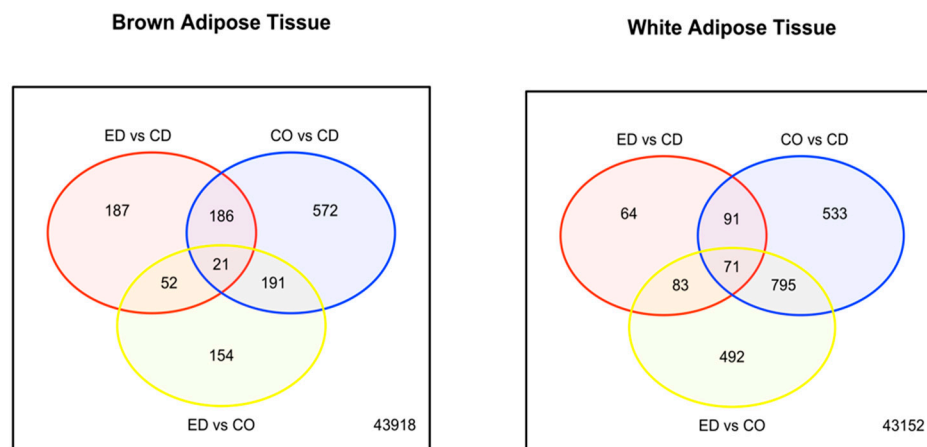 Brown Adipose Tissue
ED vs CD
CO vs CD
187
186
572
21
52
191
154
ED vs CO
43918
White Adipose Tissue
ED vs CD
CO vs CD
64
91
533
71
83
795
492
ED vs CO
43152